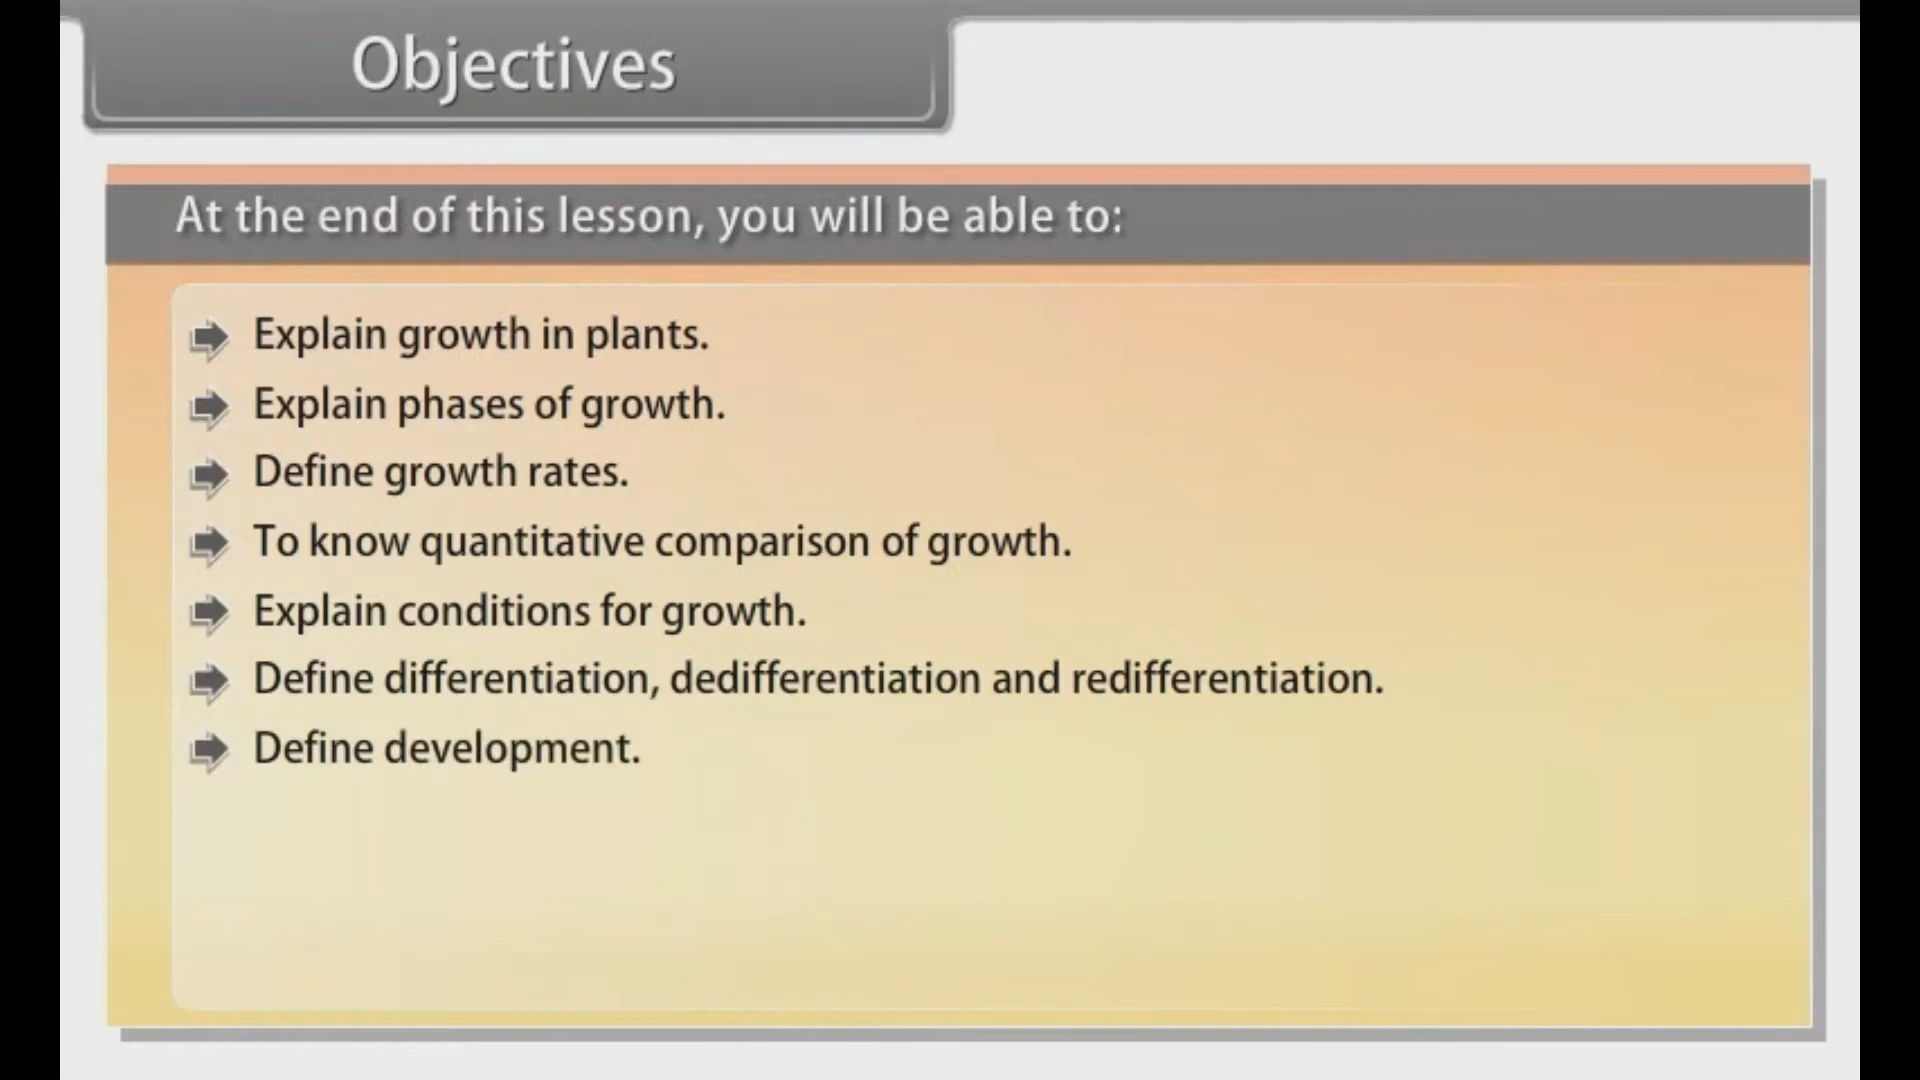 Objectives
At the end of this lesson, you will be able to:
Explain growth in plants.
Explain phases of growth.
Define growth rates.
To know quantitative comparison of growth.
Explain conditions for growth.
Define differentiation, dedifferentiation and redifferentiation.
Define development.